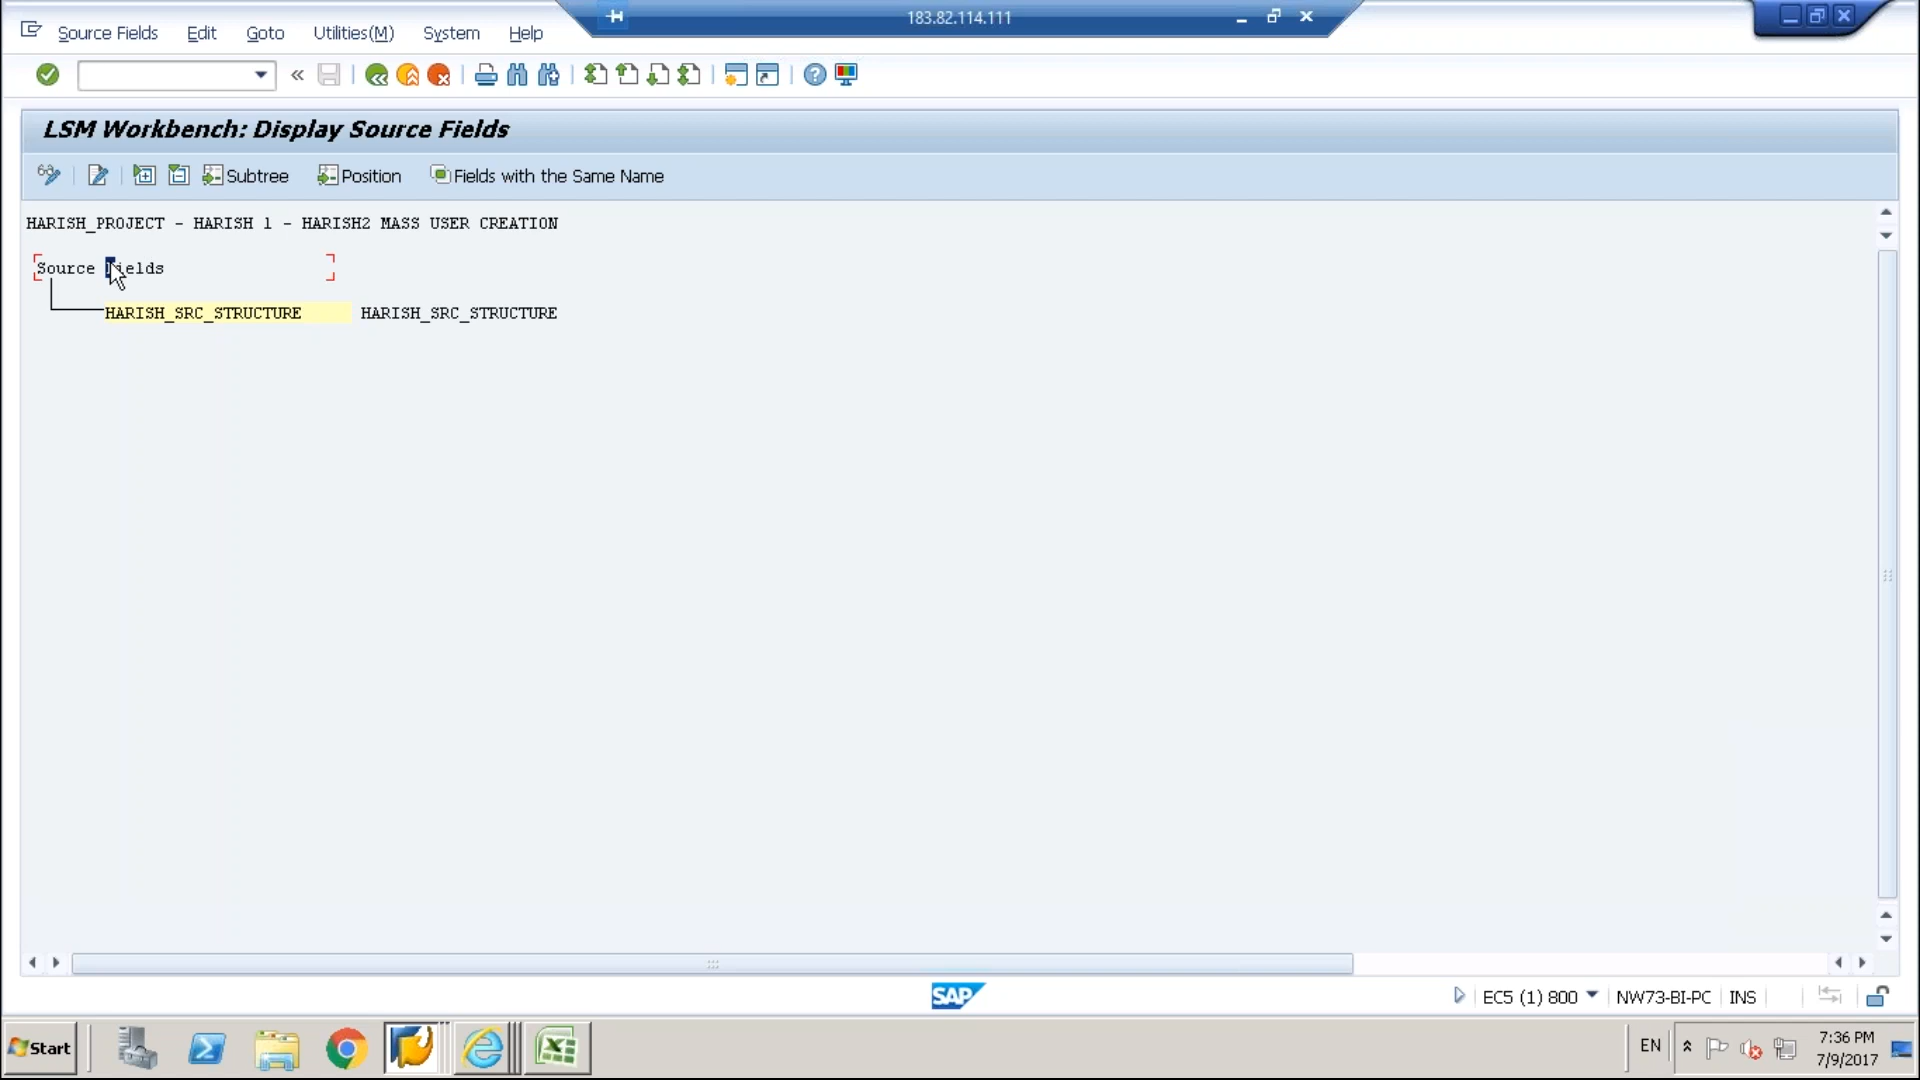 183.82.114.111
Source Fields Edit Goto Utilities(M) System Help
LSM Workbench: Display Source Fields
Subtree Position Fields with the Same Name
HARISH_PROJECT - HARISH 1 - HARISH2 MASS USER CREATION
Source Fields
HARISH_SRC_STRUCTURE HARISH_SRC_STRUCTURE
SAP
EC5 (1) 800 NW73-BI-PC INS
Start
EN
7:36 PM
7/9/2017